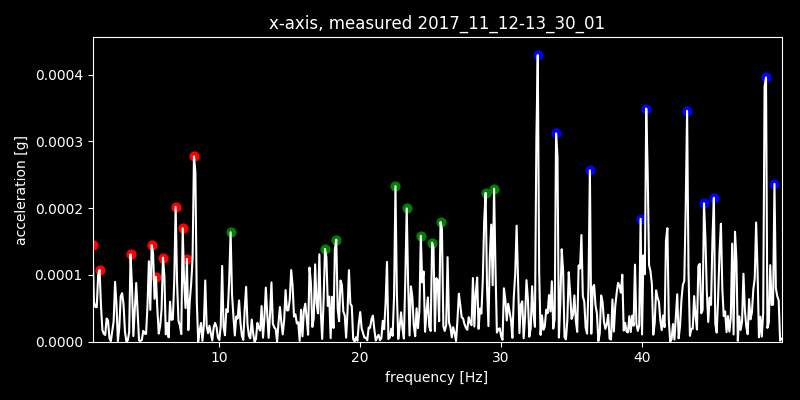 x-axis, measured 2017_11_12-13_30_01
acceleration [g]
0.0004
0.0003
0.0002
0.0001
0.0000
10 20 30 40
frequency [Hz]